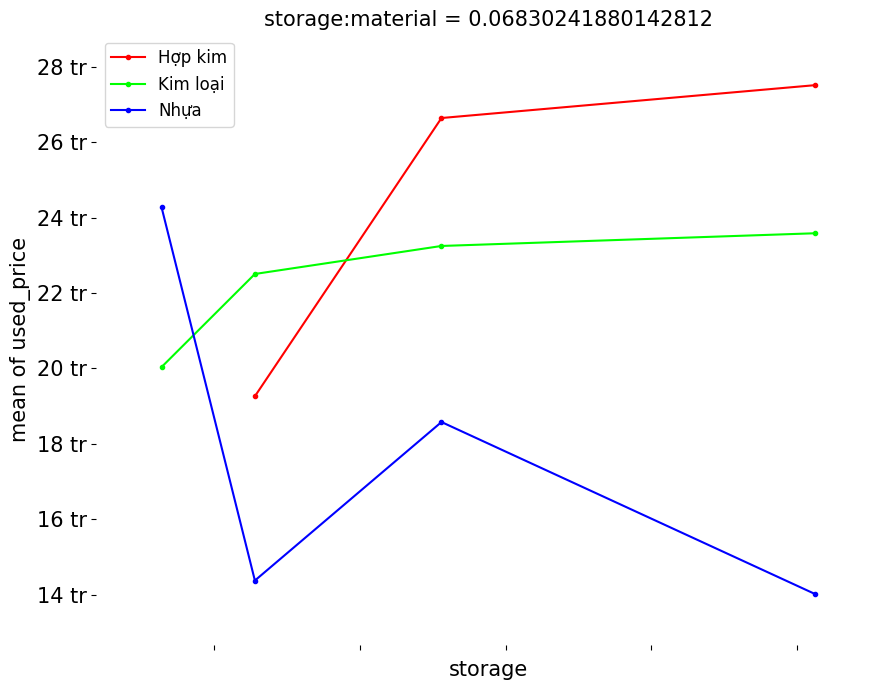 storage:material = 0.06830241880142812
Hợp kim
Kim loại
Nhựa
28 tr
26 tr
24 tr
22 tr
20 tr
18 tr
16 tr
14 tr
mean of used_price
storage